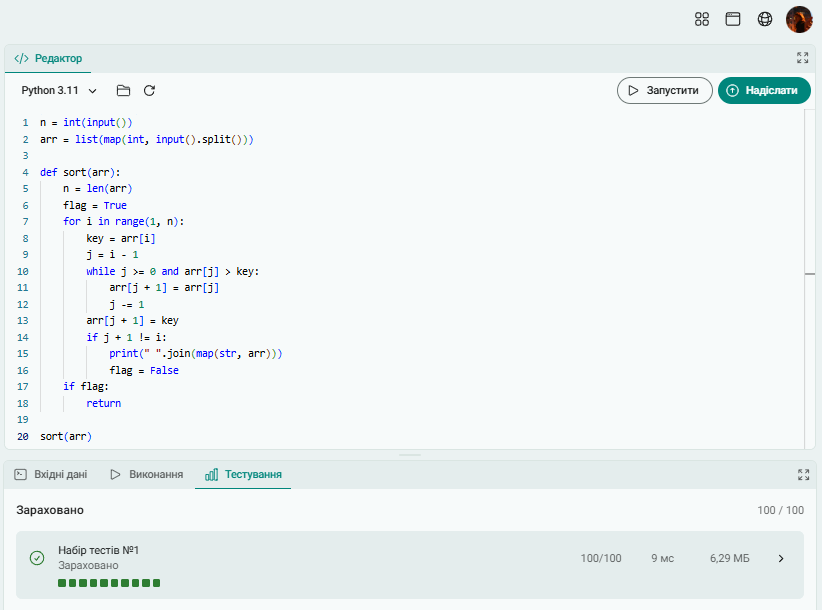 </> Редактор
Python 3.11
Запустити
Надіслати
1 n = int(input())
2 arr = list(map(int, input().split()))
3
4 def sort(arr):
5     n = len(arr)
6     flag = True
7     for i in range(1, n):
8         key = arr[i]
9         j = i - 1
10         while j >= 0 and arr[j] > key:
11             arr[j + 1] = arr[j]
12             j -= 1
13         arr[j + 1] = key
14         if j + 1 != i:
15             print(" ".join(map(str, arr)))
16             flag = False
17     if flag:
18         return
19
20 sort(arr)
Вхідні дані
Виконання
Тестування
Зараховано
100 / 100
Набір тестів №1
100/100
9 мс
6,29 МБ
Зараховано